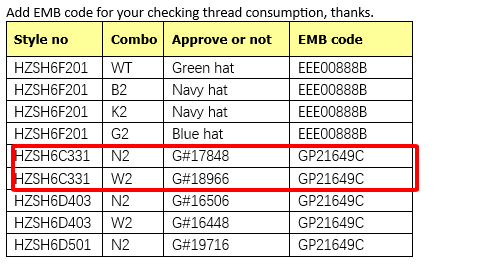 Add EMB code for your checking thread consumption, thanks.
Style no Combo Approve or not EMB code
HZSH6F201 WT Green hat EEE00888B
HZSH6F201 B2 Navy hat EEE00888B
HZSH6F201 K2 Navy hat EEE00888B
HZSH6F201 G2 Blue hat EEE00888B
HZSH6C331 N2 G#17848 GP21649C
HZSH6C331 W2 G#18966 GP21649C
HZSH6D403 N2 G#16506 GP21649C
HZSH6D403 W2 G#16448 GP21649C
HZSH6D501 N2 G#19716 GP21649C